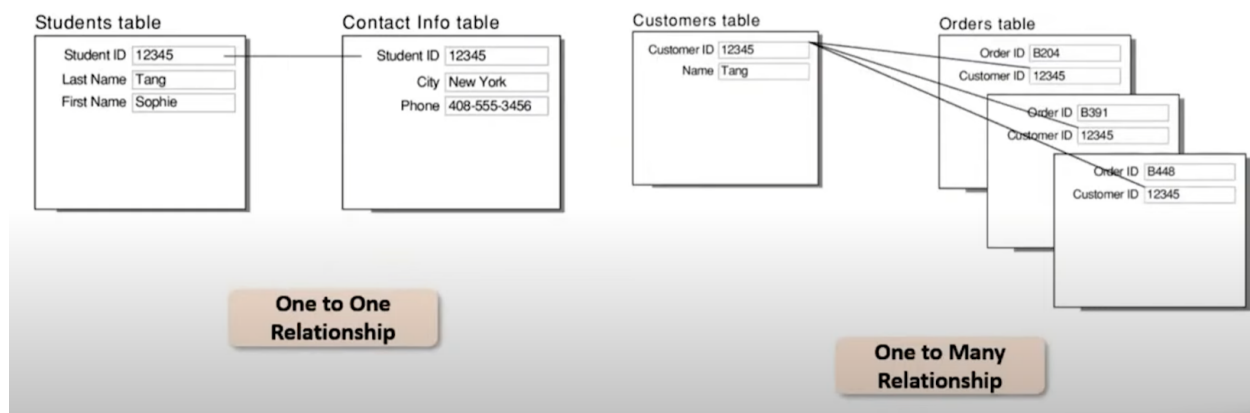 Students table
Student ID 12345
Last Name Tang
First Name Sophie
Contact Info table
Student ID 12345
City New York
Phone 408-555-3456
One to One
Relationship
Customers table
Customer ID 12345
Name Tang
Orders table
Order ID B204
Customer ID 12345
Order ID B391
Customer ID 12345
Order ID B448
Customer ID 12345
One to Many
Relationship